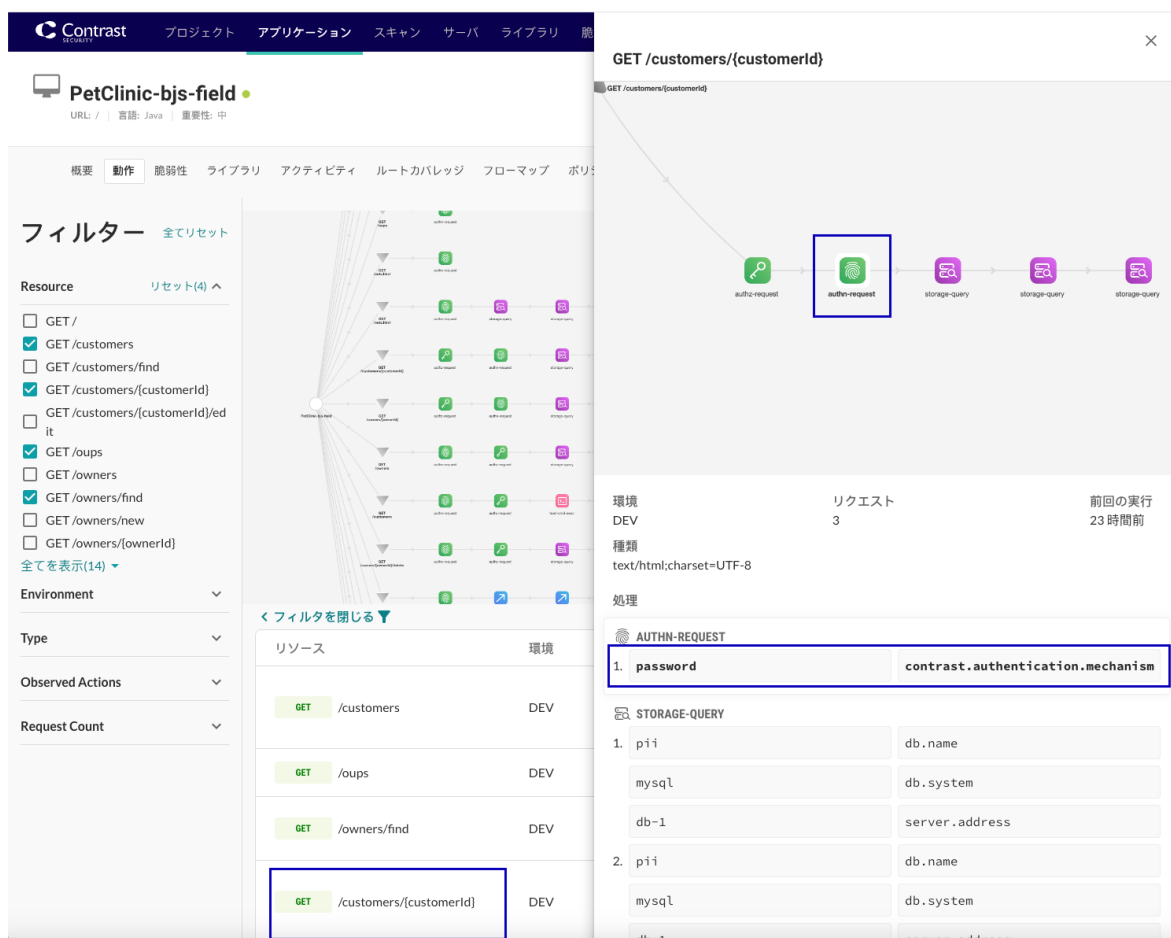 Contrast
SECURITY
プロジェクト
アプリケーション
スキャン
サーバ
ライブラリ
脆
PetClinic-bjs-field
URL: / | 言語: Java | 重要性: 中
概要
動作
脆弱性
ライブラリ
アクティビティ
ルートカバレッジ
フローマップ
フィルター
全てリセット
Resource
リセット(4)
GET /
GET /customers
GET /customers/find
GET /customers/{customerId}
GET /customers/{customerId}/ed
it
GET /oups
GET /owners
GET /owners/find
GET /owners/new
GET /owners/{ownerId}
全てを表示(14)
Environment
Type
Observed Actions
Request Count
フィルタを閉じる
リソース
環境
GET /customers DEV
GET /oups DEV
GET /owners/find DEV
GET /customers/{customerId} DEV
GET /customers/{customerId}
GET /customers/{customerId}
authz-request
authn-request
storage-query
storage-query
storage-query
環境
DEV
リクエスト
3
前回の実行
23 時間前
種類
text/html;charset=UTF-8
処理
AUTHN-REQUEST
1. password contrast.authentication.mechanism
STORAGE-QUERY
1. pii db.name
mysql db.system
db-1 server.address
2. pii db.name
mysql db.system